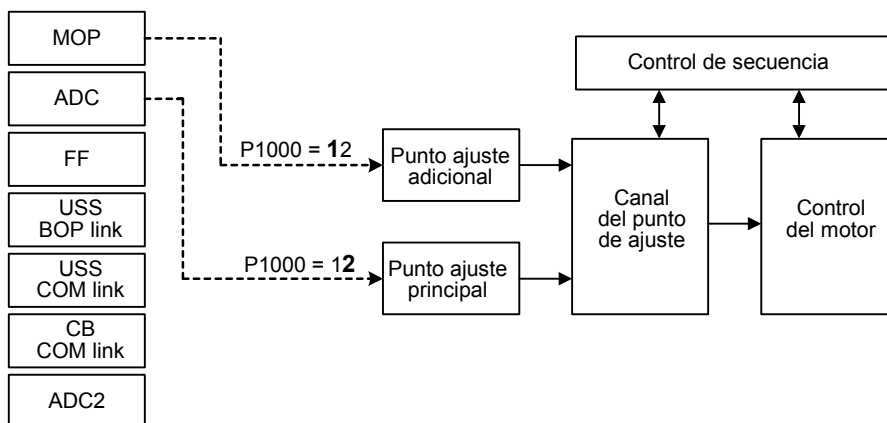 MOP
ADC
FF
USS
BOP link
USS
COM link
CB
COM link
ADC2
P1000 = 12
P1000 = 12
Punto ajuste
adicional
Punto ajuste
principal
Control de secuencia
Canal
del punto
de ajuste
Control
del motor